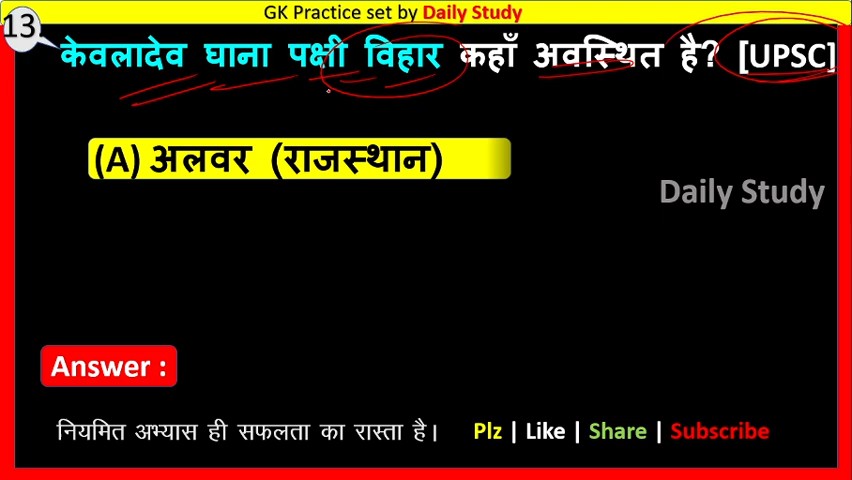 GK Practice set by Daily Study
13
केवलादेव घाना पक्षी विहार कहाँ अवस्थित है? [UPSC]
(A) अलवर (राजस्थान)
Daily Study
Answer :
नियमित अभ्यास ही सफलता का रास्ता है। Plz | Like | Share | Subscribe